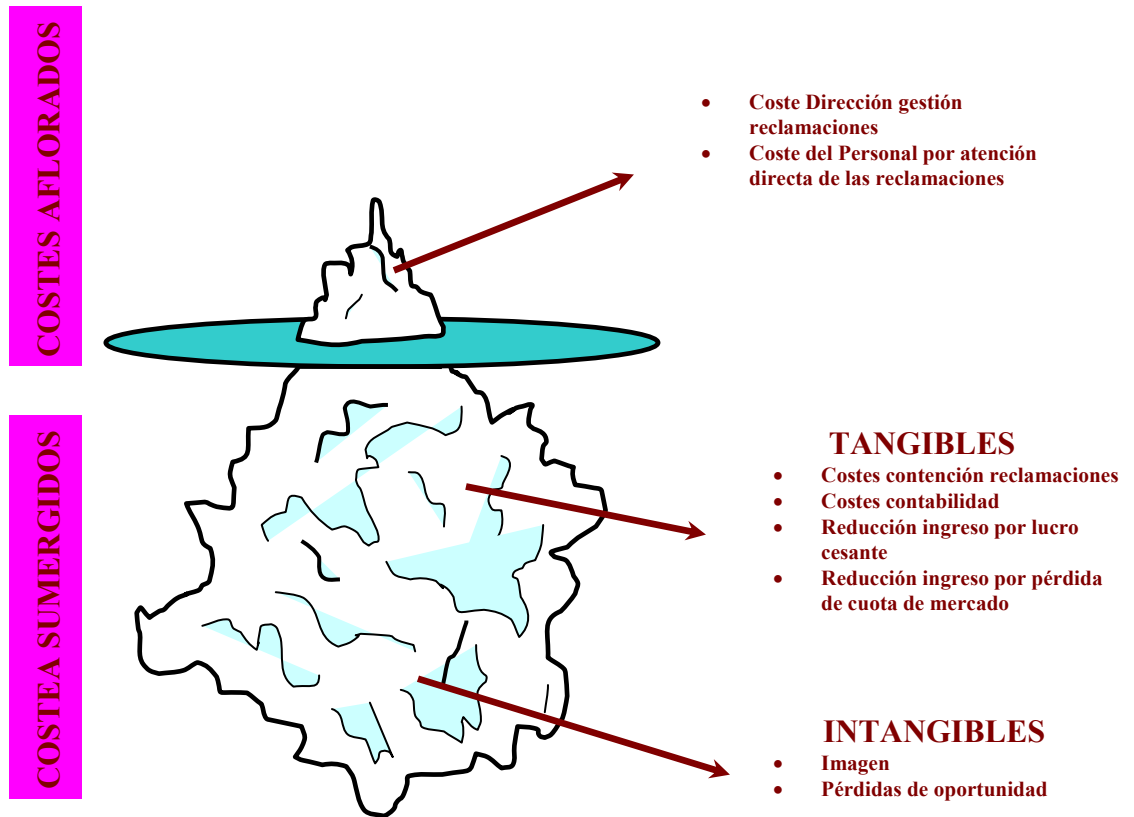 COSTES AFLORADOS
• Coste Dirección gestión
reclamaciones
• Coste del Personal por atención
directa de las reclamaciones
COSTEA SUMERGIDOS
TANGIBLES
• Costes contención reclamaciones
• Costes contabilidad
• Reducción ingreso por lucro
cesante
• Reducción ingreso por pérdida
de cuota de mercado
INTANGIBLES
• Imagen
• Pérdidas de oportunidad